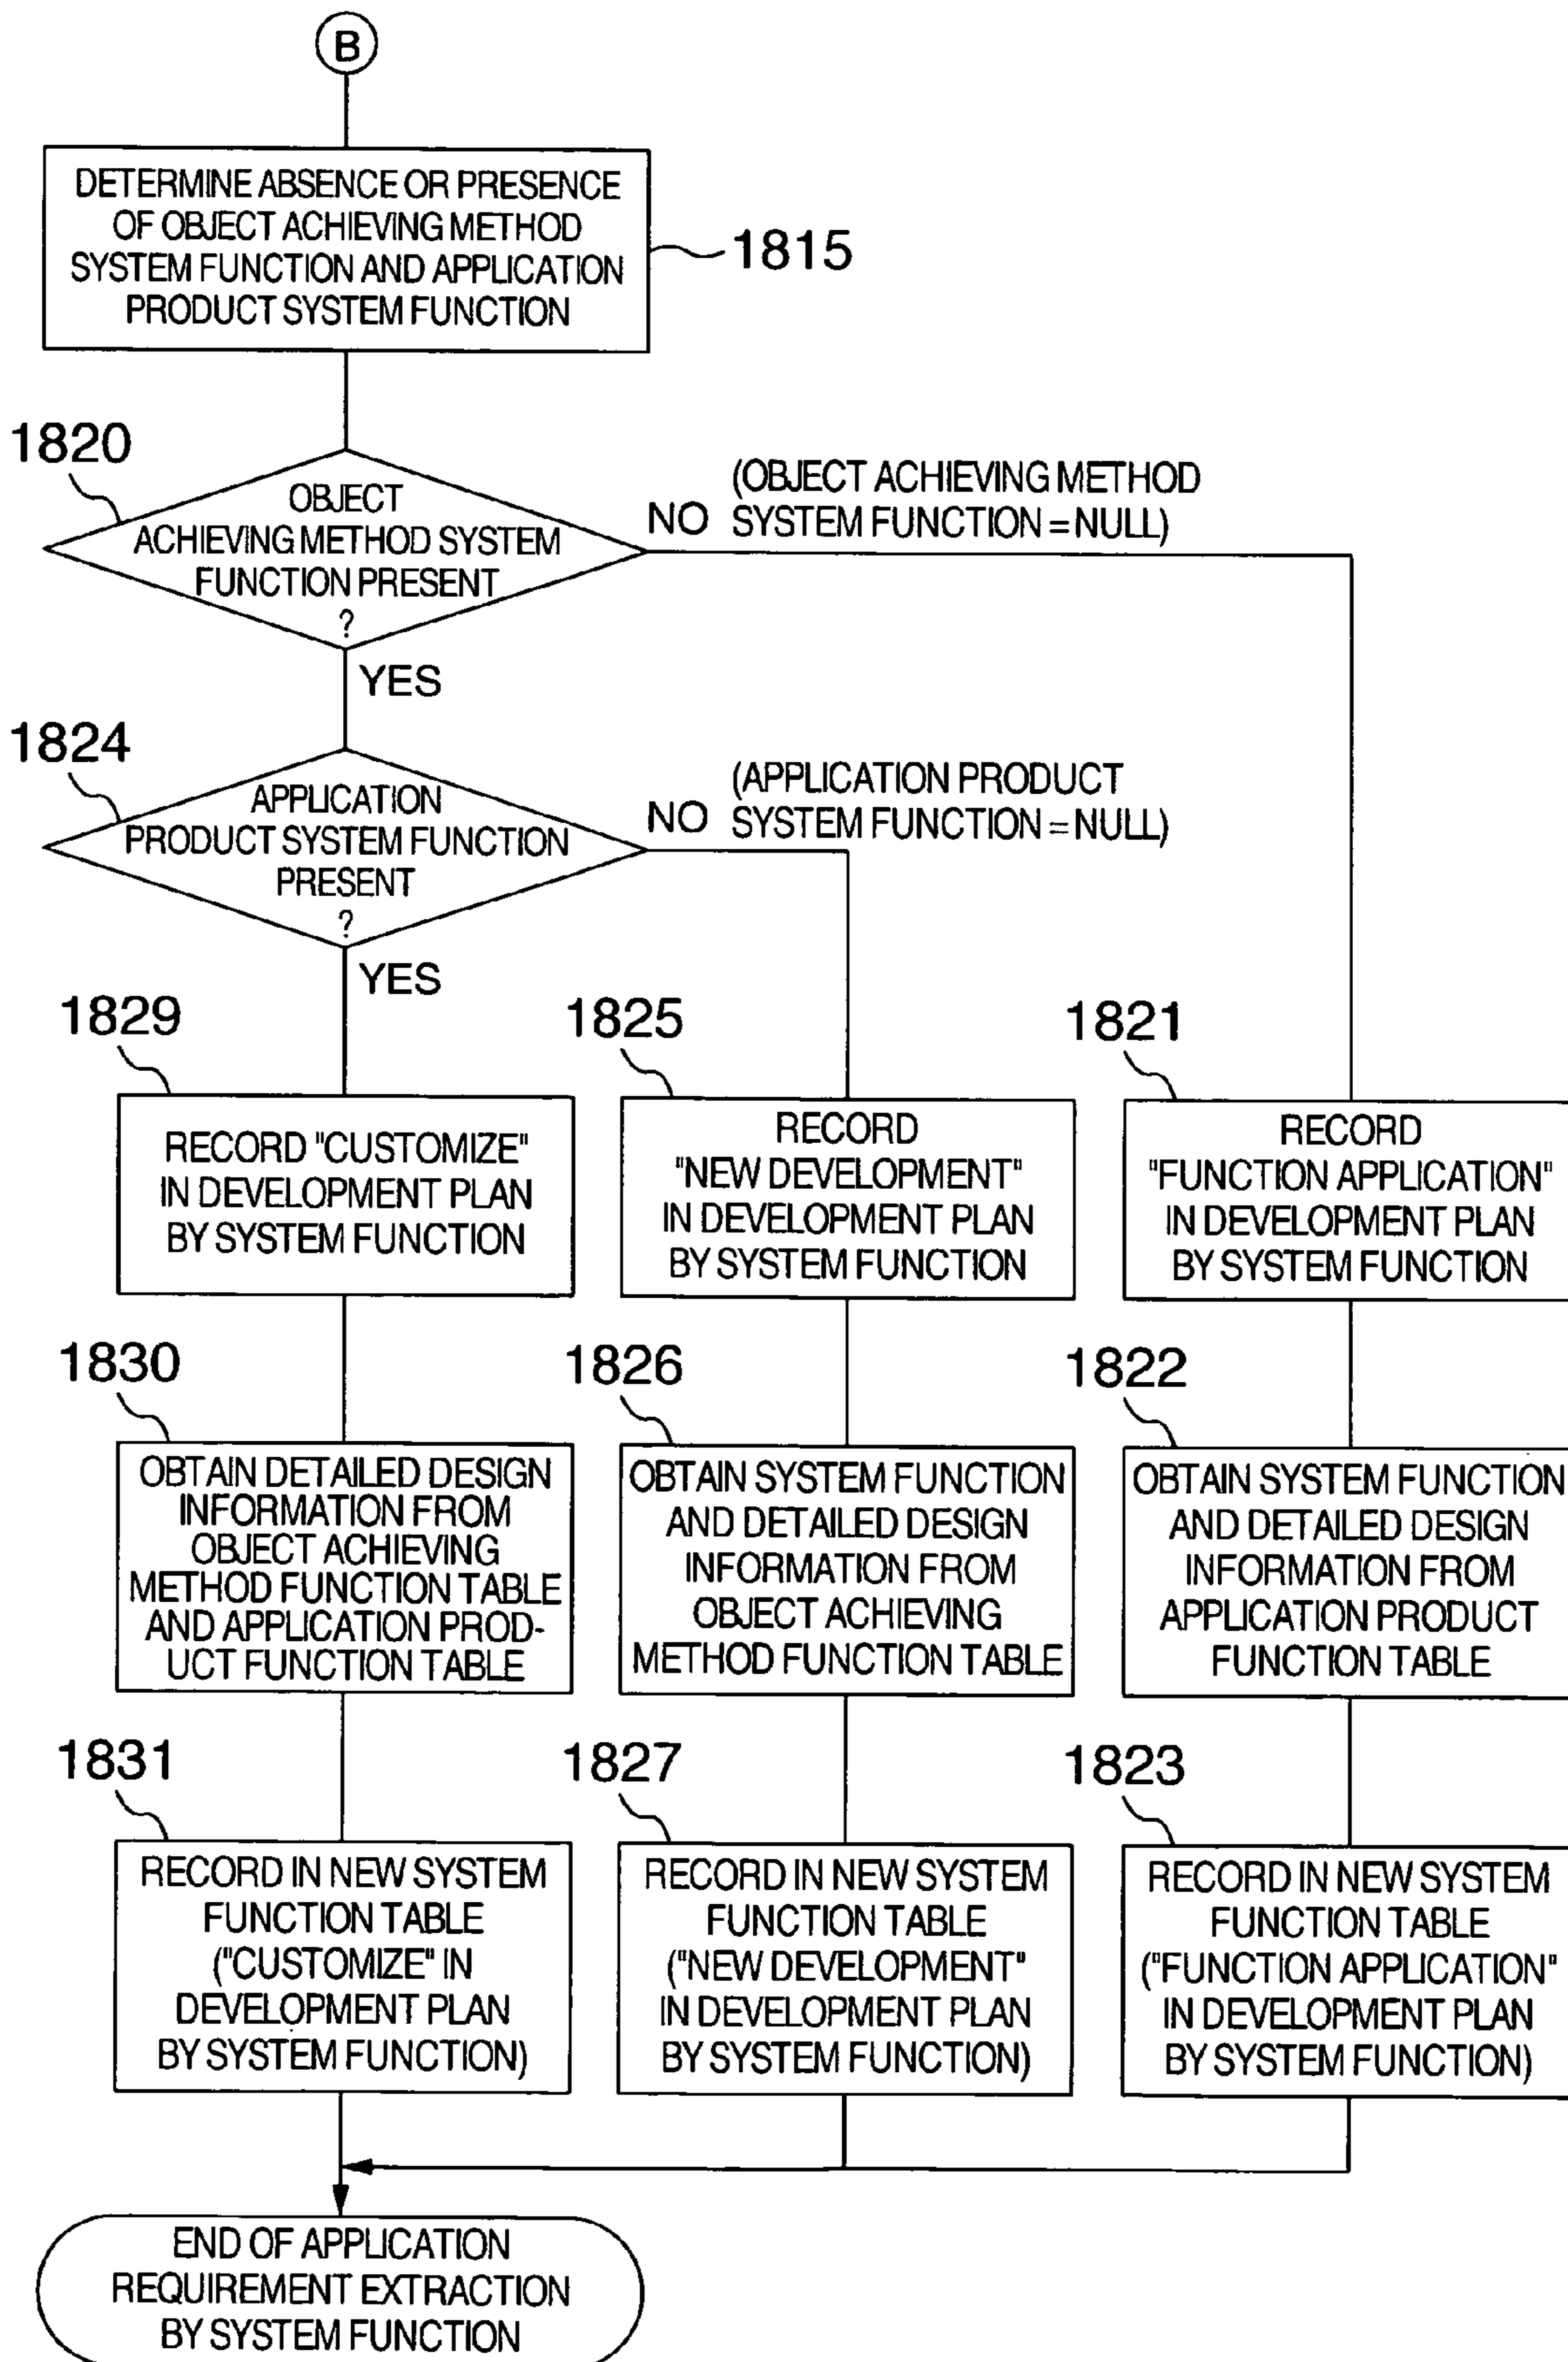 B
DETERMINE ABSENCE OR PRESENCE
OF OBJECT ACHIEVING METHOD
SYSTEM FUNCTION AND APPLICATION
PRODUCT SYSTEM FUNCTION
1815
1820
OBJECT
ACHIEVING METHOD SYSTEM
FUNCTION PRESENT
?
NO
(OBJECT ACHIEVING METHOD
SYSTEM FUNCTION = NULL)
YES
1824
APPLICATION
PRODUCT SYSTEM FUNCTION
PRESENT
?
NO
(APPLICATION PRODUCT
SYSTEM FUNCTION = NULL)
YES
1829
RECORD "CUSTOMIZE"
IN DEVELOPMENT PLAN
BY SYSTEM FUNCTION
1825
RECORD
"NEW DEVELOPMENT"
IN DEVELOPMENT PLAN
BY SYSTEM FUNCTION
1821
RECORD
"FUNCTION APPLICATION"
IN DEVELOPMENT PLAN
BY SYSTEM FUNCTION
1830
OBTAIN DETAILED DESIGN
INFORMATION FROM
OBJECT ACHIEVING
METHOD FUNCTION TABLE
AND APPLICATION PROD-
UCT FUNCTION TABLE
1826
OBTAIN SYSTEM FUNCTION
AND DETAILED DESIGN
INFORMATION FROM
OBJECT ACHIEVING
METHOD FUNCTION TABLE
1822
OBTAIN SYSTEM FUNCTION
AND DETAILED DESIGN
INFORMATION FROM
APPLICATION PRODUCT
FUNCTION TABLE
1831
RECORD IN NEW SYSTEM
FUNCTION TABLE
("CUSTOMIZE" IN
DEVELOPMENT PLAN
BY SYSTEM FUNCTION)
1827
RECORD IN NEW SYSTEM
FUNCTION TABLE
("NEW DEVELOPMENT"
IN DEVELOPMENT PLAN
BY SYSTEM FUNCTION)
1823
RECORD IN NEW SYSTEM
FUNCTION TABLE
("FUNCTION APPLICATION"
IN DEVELOPMENT PLAN
BY SYSTEM FUNCTION)
END OF APPLICATION
REQUIREMENT EXTRACTION
BY SYSTEM FUNCTION